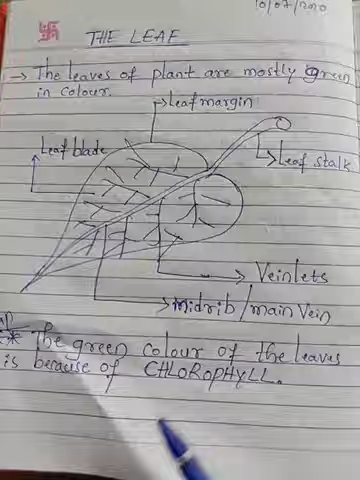 10/07/2020
THE LEAF
→ The leaves of plant are mostly green
in colour.
Leaf margin
Leaf blade
Leaf stalk
Veinlets
midrib/main Vein
The green colour of the leaves
is because of CHLOROPHYLL.